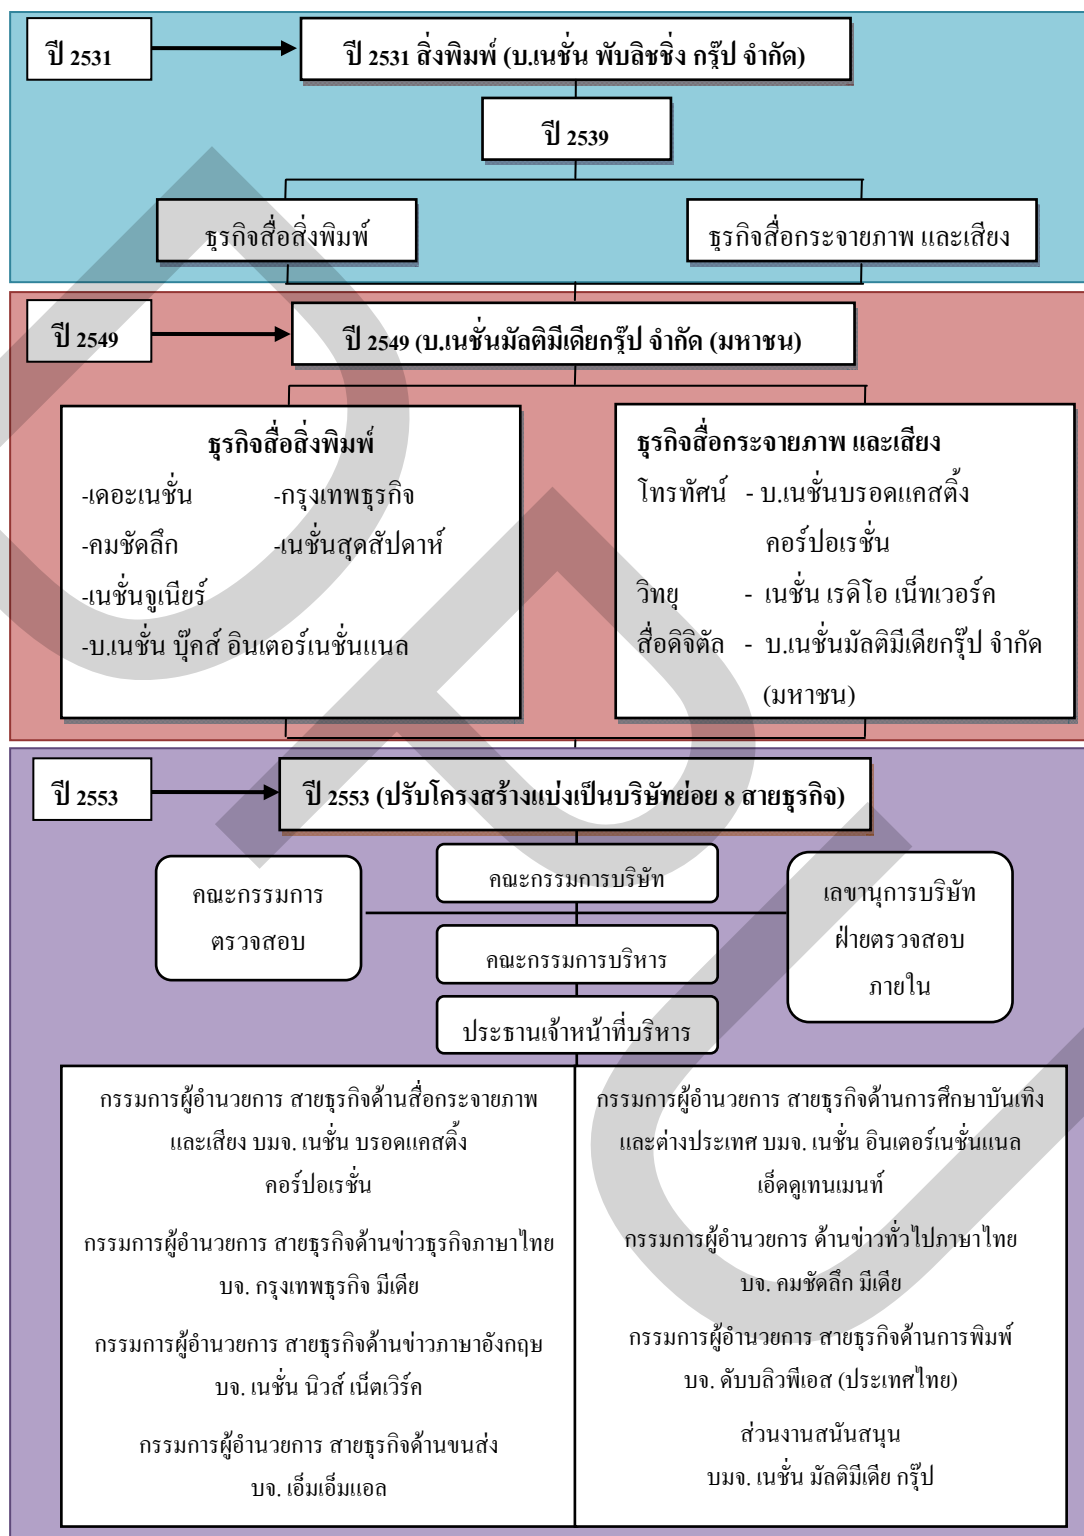 ปี 2531
ปี 2531 สิ่งพิมพ์ (บ.เนชั่น พับลิชชิ่ง กรุ๊ป จำกัด)
ปี 2539
ธุรกิจสื่อสิ่งพิมพ์
ธุรกิจสื่อกระจายภาพ และเสียง
ปี 2549
ปี 2549 (บ.เนชั่นมัลติมีเดียกรุ๊ป จำกัด (มหาชน)
ธุรกิจสื่อสิ่งพิมพ์
-เดอะเนชั่น -กรุงเทพธุรกิจ
-คมชัดลึก -เนชั่นสุดสัปดาห์
-เนชั่นจูเนียร์
-บ.เนชั่น บุ๊คส์ อินเตอร์เนชั่นแนล
ธุรกิจสื่อกระจายภาพ และเสียง
โทรทัศน์ - บ.เนชั่นบรอดแคสติ้ง
คอร์ปอเรชั่น
วิทยุ - เนชั่น เรดิโอ เน็ทเวอร์ค
สื่อดิจิตัล - บ.เนชั่นมัลติมีเดียกรุ๊ป จำกัด
(มหาชน)
ปี 2553
ปี 2553 (ปรับโครงสร้างแบ่งเป็นบริษัทย่อย 8 สายธุรกิจ)
คณะกรรมการบริษัท
คณะกรรมการ
ตรวจสอบ
เลขานุการบริษัท
ฝ่ายตรวจสอบ
ภายใน
คณะกรรมการบริหาร
ประธานเจ้าหน้าที่บริหาร
กรรมการผู้อำนวยการ สายธุรกิจด้านสื่อกระจายภาพ
และเสียง บมจ. เนชั่น บรอดแคสติ้ง
คอร์ปอเรชั่น
กรรมการผู้อำนวยการ สายธุรกิจด้านข่าวธุรกิจภาษาไทย
บจ. กรุงเทพธุรกิจ มีเดีย
กรรมการผู้อำนวยการ สายธุรกิจด้านข่าวภาษาอังกฤษ
บจ. เนชั่น นิวส์ เน็ตเวิร์ค
กรรมการผู้อำนวยการ สายธุรกิจด้านขนส่ง
บจ. เอ็มเอ็มแอล
กรรมการผู้อำนวยการ สายธุรกิจด้านการศึกษาบันเทิง
และต่างประเทศ บมจ. เนชั่น อินเตอร์เนชั่นแนล
เอ็ดดูเทนเมนท์
กรรมการผู้อำนวยการ ด้านข่าวทั่วไปภาษาไทย
บจ. คมชัดลึก มีเดีย
กรรมการผู้อำนวยการ สายธุรกิจด้านการพิมพ์
บจ. ดับบลิวพีเอส (ประเทศไทย)
ส่วนงานสนันสนุน
บมจ. เนชั่น มัลติมีเดีย กรุ๊ป
DPU